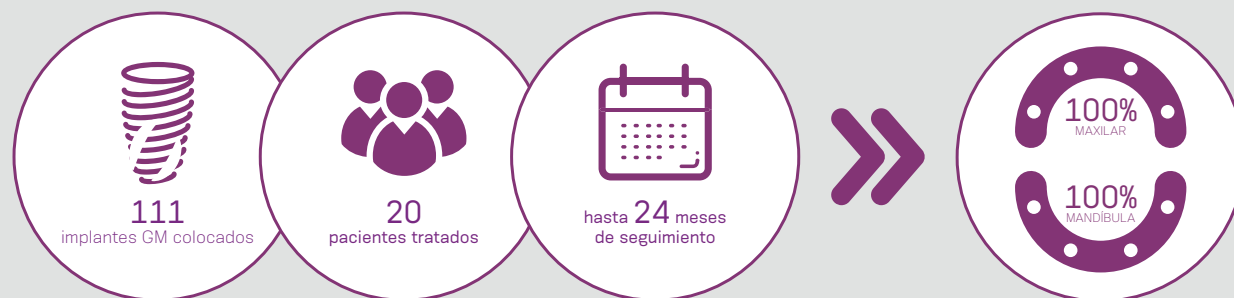 111
implantes GM colocados
20
pacientes tratados
hasta 24 meses
de seguimiento
100%
MAXILAR
100%
MANDÍBULA